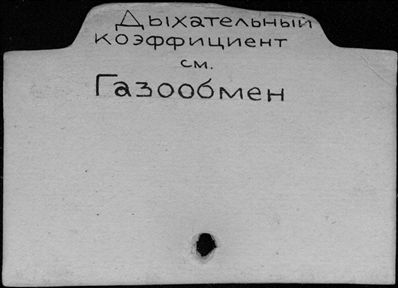 Дыхательный
коэффициент
см.
Газообмен